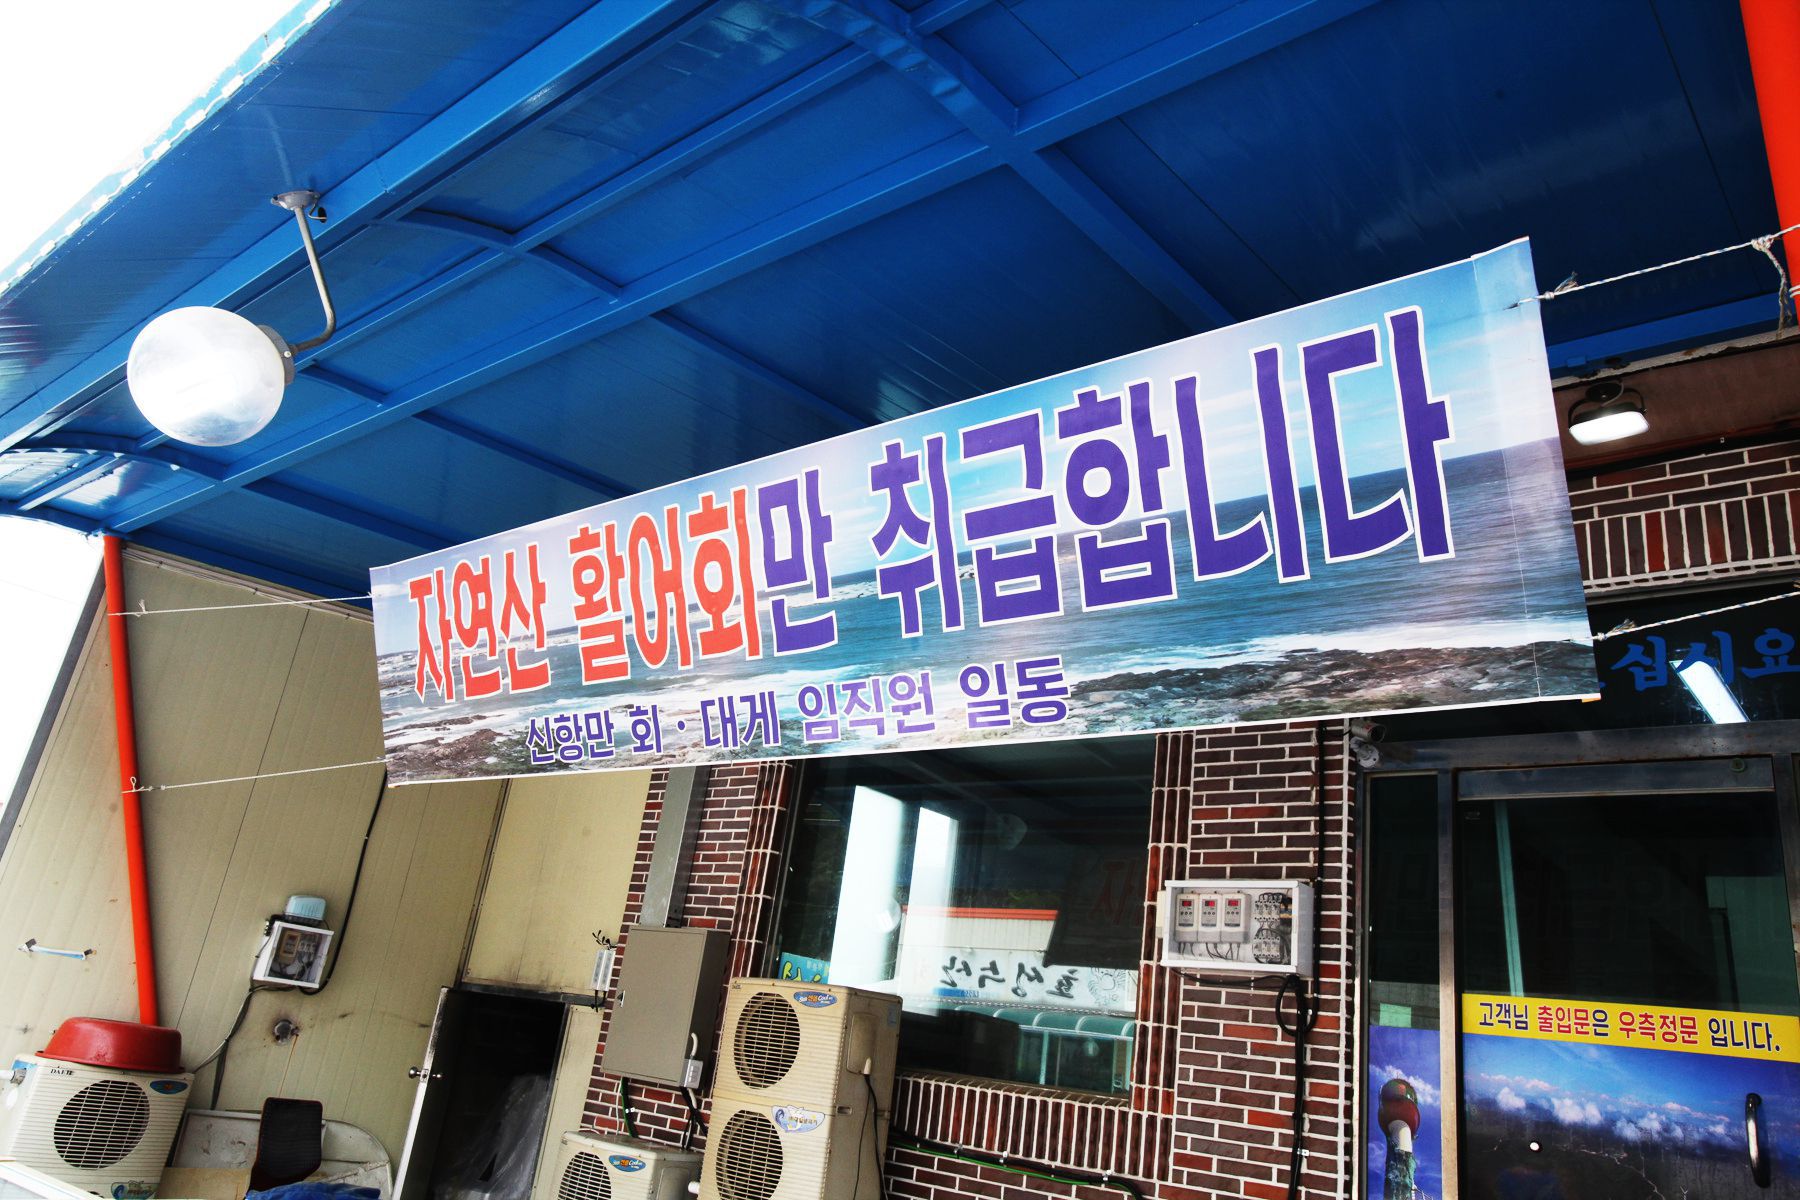 자연산 활어회만 취급합니다
신항만 회·대게 임직원 일동
십시요
고객님 출입문은 우측정문 입니다.